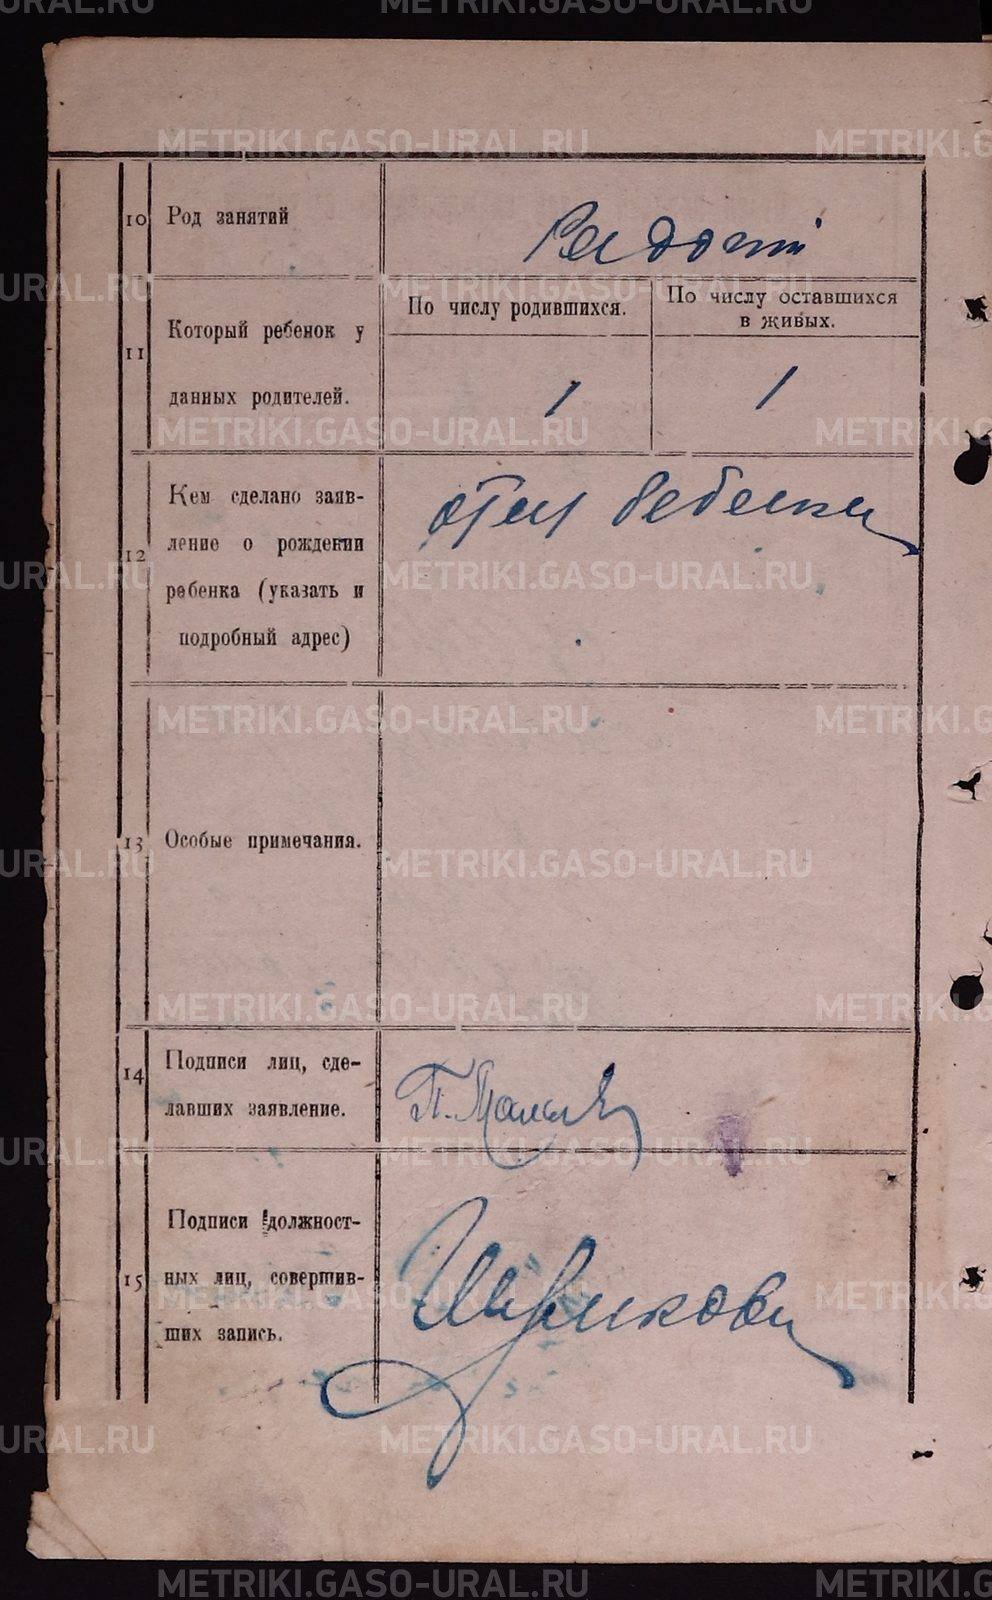 METRIKI.GASO-URAL.RU
10 Род занятий
Который ребенок у
По числу родившихся.
По числу оставшихся
в живых.
11
данных родителей.
1
1
12
Кем сделано заяв-
ление о рождении
ребенка (указать и
подробный адрес)
отец ребенка
13 Особые примечания.
14
Подписи лиц, сде-
лавших заявление.
15
Подписи должност-
ных лиц, совершив-
ших запись.